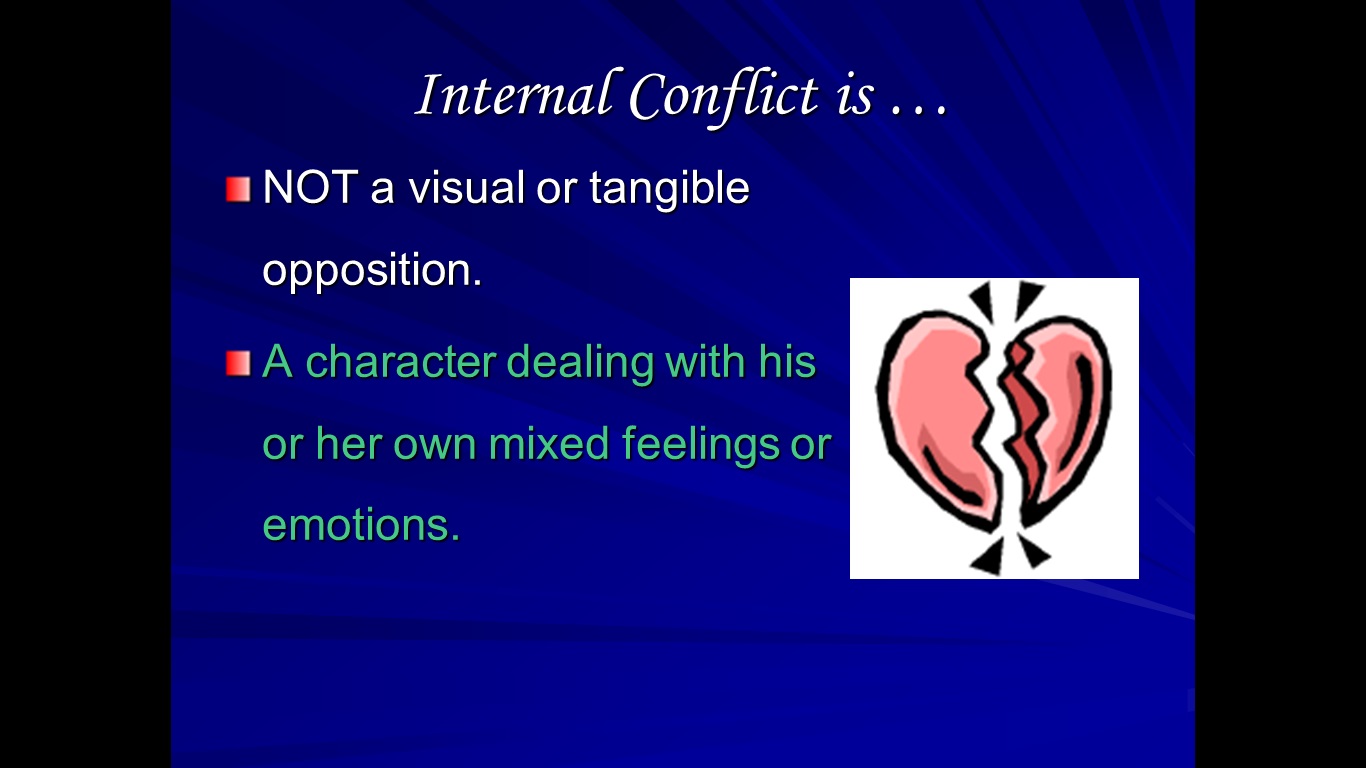 Internal Conflict is …
NOT a visual or tangible
opposition.
A character dealing with his
or her own mixed feelings or
emotions.